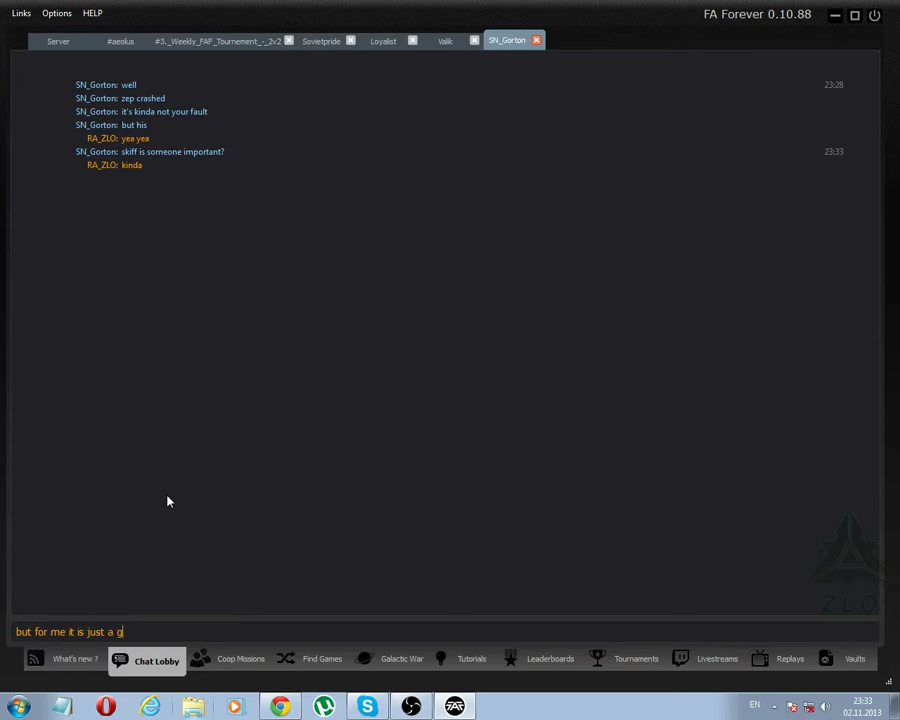 Links Options HELP
FA Forever 0.10.88
Server #aeolus #3._Weekly_FAF_Tournement_-_2v2 Sovietpride Loyalist Valik SN_Gorton
SN_Gorton: well 23:28
SN_Gorton: zep crashed
SN_Gorton: it's kinda not your fault
SN_Gorton: but his
RA_ZLO: yea yea
SN_Gorton: skiff is someone important? 23:33
RA_ZLO: kinda
ZLO
but for me it is just a g
What's new ? Chat Lobby Coop Missions Find Games Galactic War Tutorials Leaderboards Tournaments Livestreams Replays Vaults
EN 23:33
02.11.2013